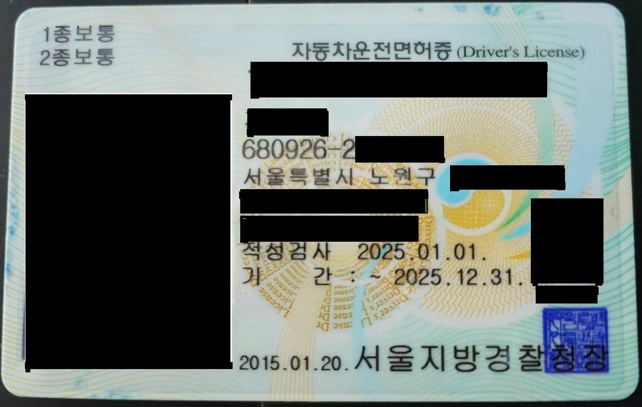 1종보통
2종보통
자동차운전면허증 (Driver's License)
680926-2
서울특별시 노원구
적성검사 2025.01.01.
기 간 : ~ 2025.12.31.
2015.01.20. 서울지방경찰청장